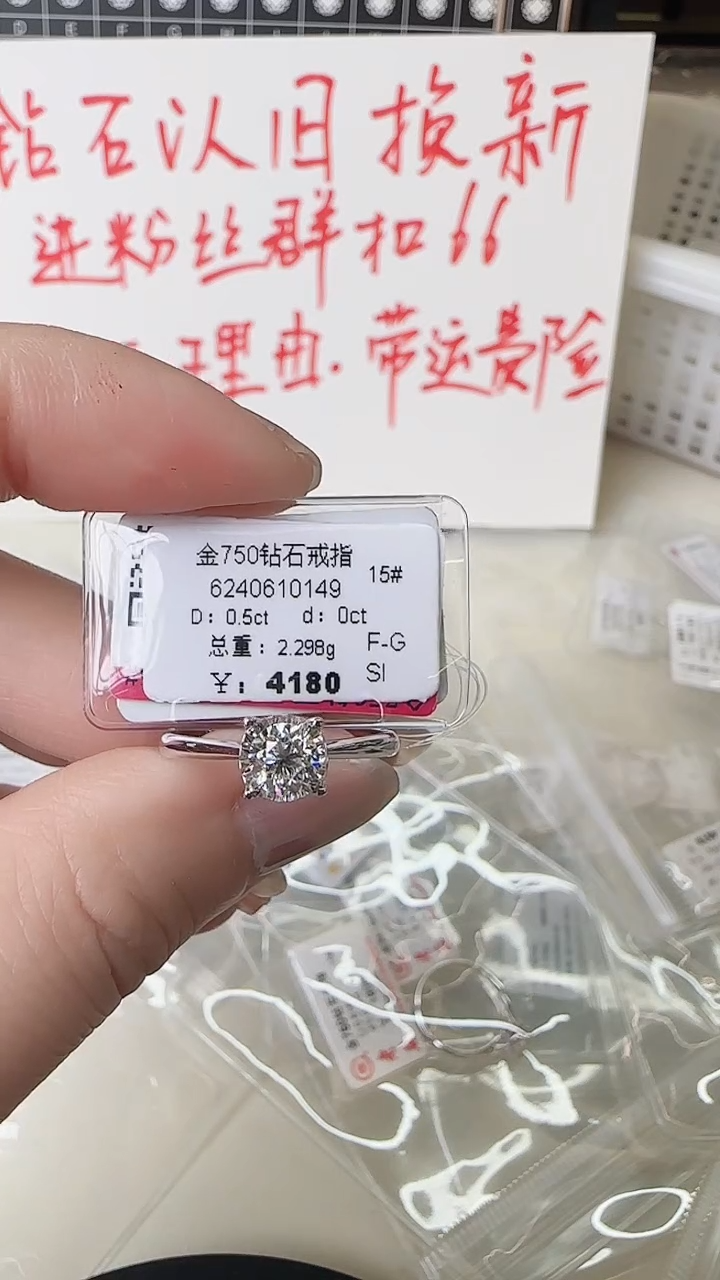 钻石以旧换新
进粉丝群扣66
理由.带运费险
金750钻石戒指
6240610149
15#
D: 0.5ct d: 0ct
总重: 2.298g
F-G
SI
¥: 4180